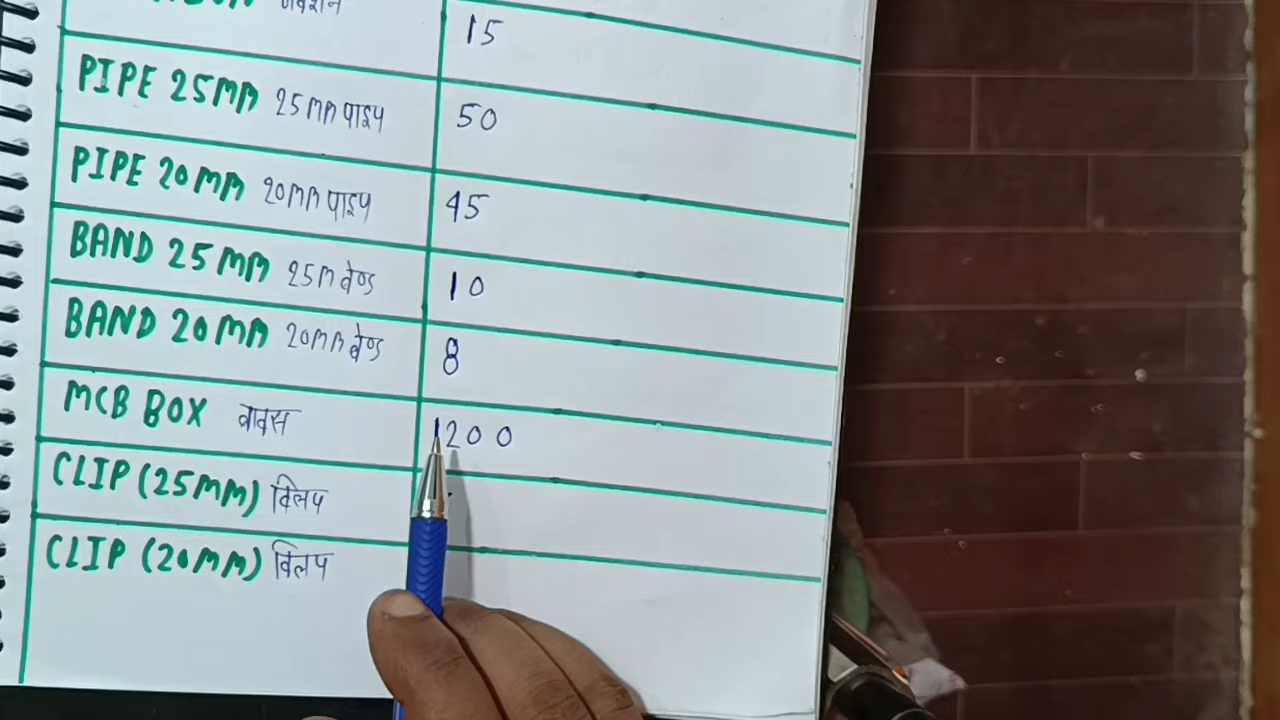 15
PIPE 25MM 25MM पाइप 50
PIPE 20MM 20MM पाइप 45
BAND 25MM 25M बेण्ड 10
BAND 20MM 20MM बेण्ड 8
MCB BOX बाक्स 1200
CLIP (25MM) क्लिप
CLIP (20MM) क्लिप